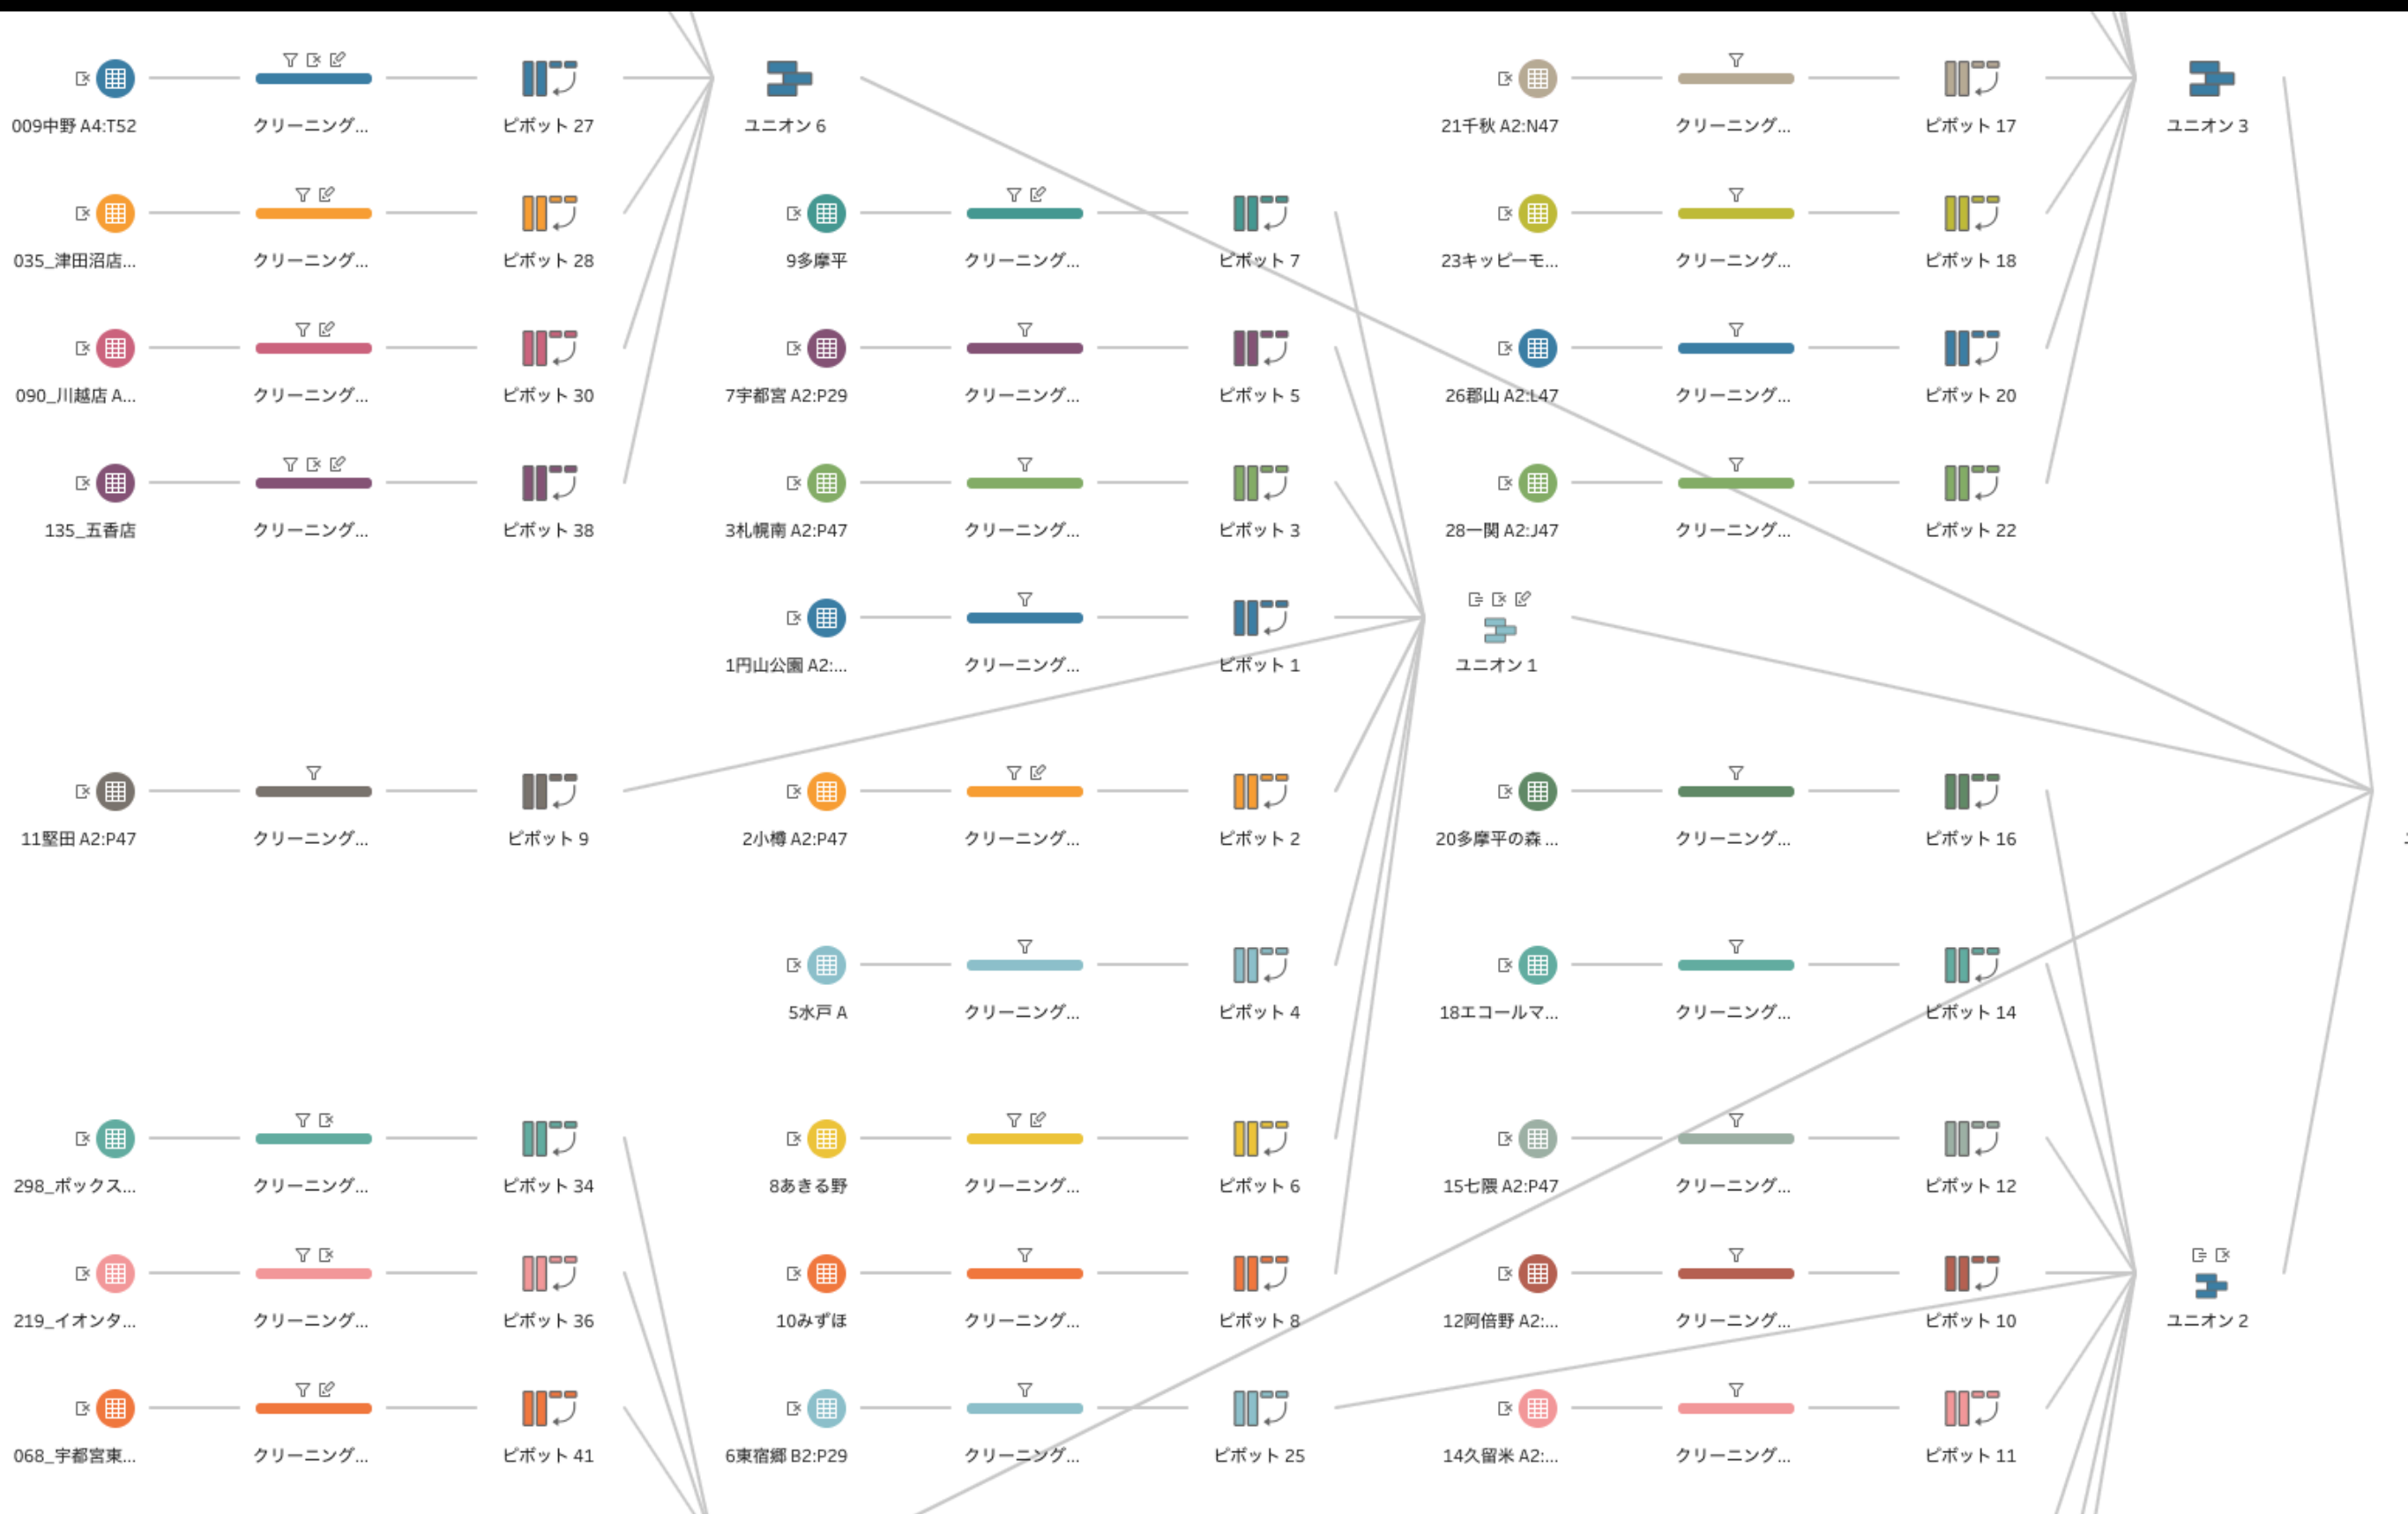 009中野 A4:T52
クリーニング...
ピボット 27
ユニオン 6
21千秋 A2:N47
クリーニング...
ピボット 17
ユニオン 3
035_津田沼店...
クリーニング...
ピボット 28
9多摩平
クリーニング...
ピボット 7
23キッピーモ...
クリーニング...
ピボット 18
090_川越店 A...
クリーニング...
ピボット 30
7宇都宮 A2:P29
クリーニング...
ピボット 5
26郡山 A2:L47
クリーニング...
ピボット 20
135_五香店
クリーニング...
ピボット 38
3札幌南 A2:P47
クリーニング...
ピボット 3
28一関 A2:J47
クリーニング...
ピボット 22
1円山公園 A2:...
クリーニング...
ピボット 1
ユニオン 1
11堅田 A2:P47
クリーニング...
ピボット 9
2小樽 A2:P47
クリーニング...
ピボット 2
20多摩平の森 ...
クリーニング...
ピボット 16
5水戸 A
クリーニング...
ピボット 4
18エコールマ...
クリーニング...
ピボット 14
298_ボックス...
クリーニング...
ピボット 34
8あきる野
クリーニング...
ピボット 6
15七隈 A2:P47
クリーニング...
ピボット 12
219_イオンタ...
クリーニング...
ピボット 36
10みずほ
クリーニング...
ピボット 8
12阿倍野 A2:...
クリーニング...
ピボット 10
ユニオン 2
068_宇都宮東...
クリーニング...
ピボット 41
6東宿郷 B2:P29
クリーニング...
ピボット 25
14久留米 A2:...
クリーニング...
ピボット 11